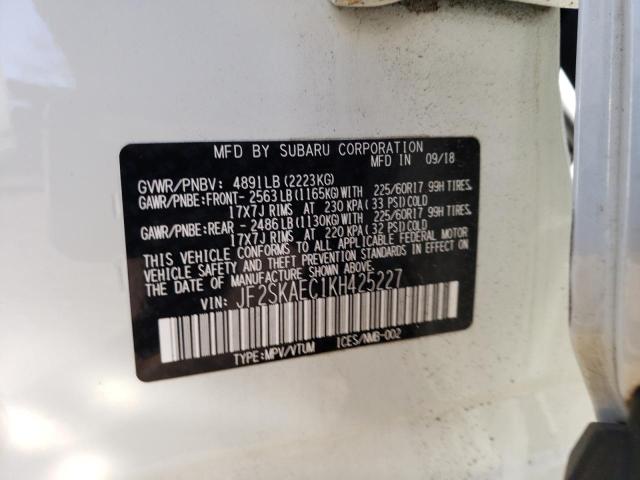 MFD BY SUBARU CORPORATION
MFD IN 09/18
GVWR/PNBV: 4891LB(2223KG)
GAWR/PNBE:FRONT-2563LB(1165KG)WITH 225/60R17 99H TIRES,
17X7J RIMS AT 230 KPA(33 PSI)COLD
GAWR/PNBE:REAR -2486LB(1130KG)WITH 225/60R17 99H TIRES,
17X7J RIMS AT 220 KPA(32 PSI)COLD
THIS VEHICLE CONFORMS TO ALL APPLICABLE FEDERAL MOTOR
VEHICLE SAFETY AND THEFT PREVENTION STANDARDS IN EFFECT ON
THE DATE OF MANUFACTURE SHOWN ABOVE.
VIN: JF2SKAEC1KH425227
TYPE:MPV/VTUM ICES/NMB-002